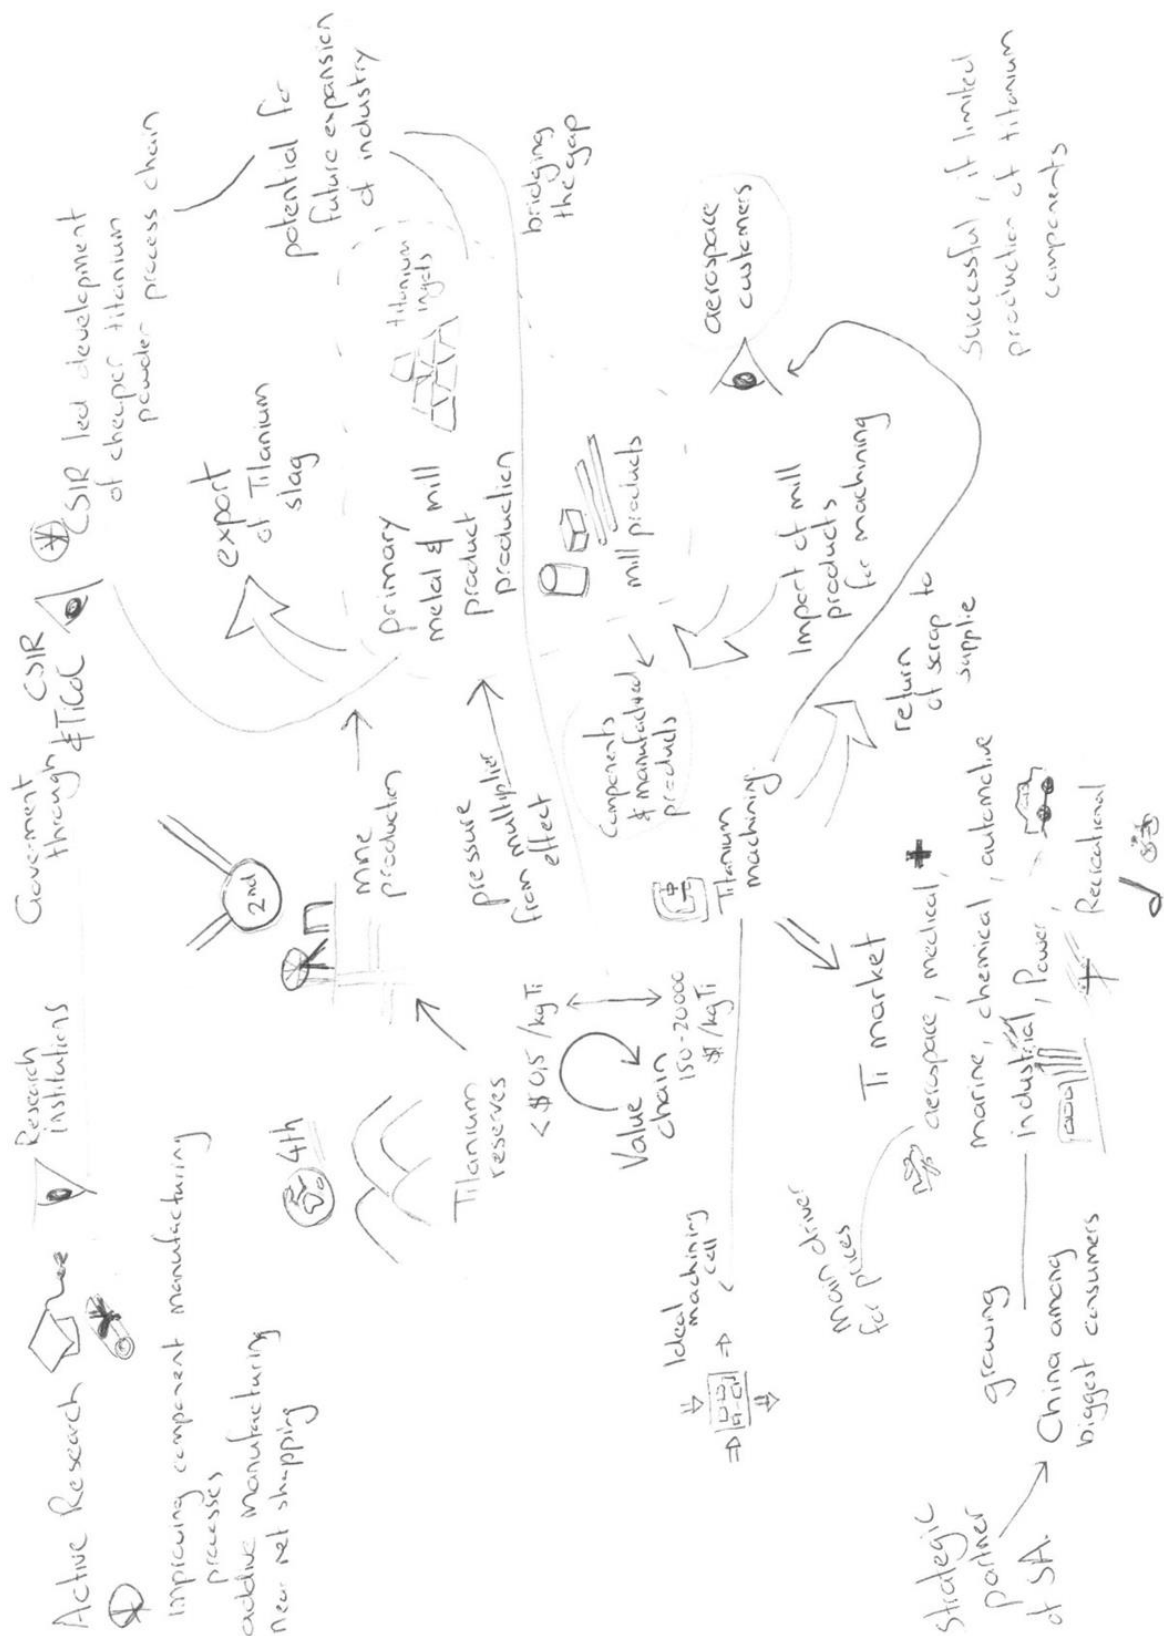 Active Research
Improving component manufacturing
processes
additive manufacturing
near net shapping
Research
institutions
Government
through CSIR
& TiCoC
CSIR led development
of cheaper titanium
powder process chain
potential for
future expansion
of industry
4th
Titanium
reserves
2nd
mine
production
export
of Titanium
slag
primary
metal & mill
product
production
titanium
ingots
pressure
from multiplier
effect
bridging
the gap
< $ 0,5 /kg Ti
Value
chain
150-20000
$ /kg Ti
components
& manufactured
products
mill products
aerospace
customers
Ideal
machining
cell
Titanium
machining
Import of mill
products
for machining
return
of scrap to
supplie
Successful, if limited
production of titanium
components
Ti market
main driver
for prices
aerospace, medical,
marine, chemical, automotive
industrial, Power,
Recreational
growing
China among
biggest consumers
Strategic
partner
of SA.